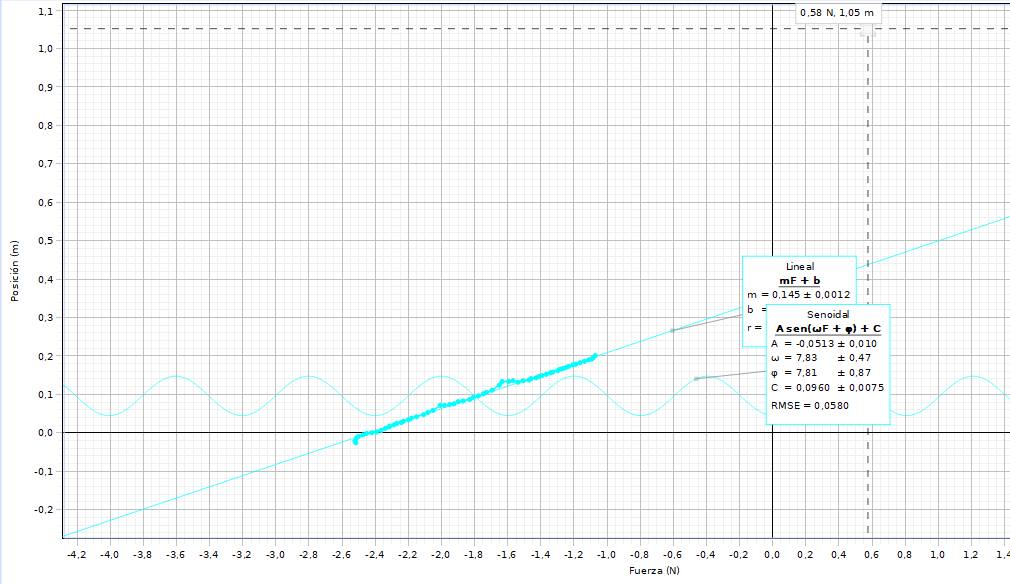 0,58 N, 1,05 m
1,1
1,0
0,9
0,8
0,7
0,6
0,5
0,4
0,3
0,2
0,1
0,0
-0,1
-0,2
Posición (m)
Lineal
mF + b
m = 0,145 ± 0,0012
b =
r =
Senoidal
A sen(ωF + φ) + C
A = -0,0513 ± 0,010
ω = 7,83 ± 0,47
φ = 7,81 ± 0,87
C = 0,0960 ± 0,0075
RMSE = 0,0580
-4,2 -4,0 -3,8 -3,6 -3,4 -3,2 -3,0 -2,8 -2,6 -2,4 -2,2 -2,0 -1,8 -1,6 -1,4 -1,2 -1,0 -0,8 -0,6 -0,4 -0,2 0,0 0,2 0,4 0,6 0,8 1,0 1,2 1,4
Fuerza (N)